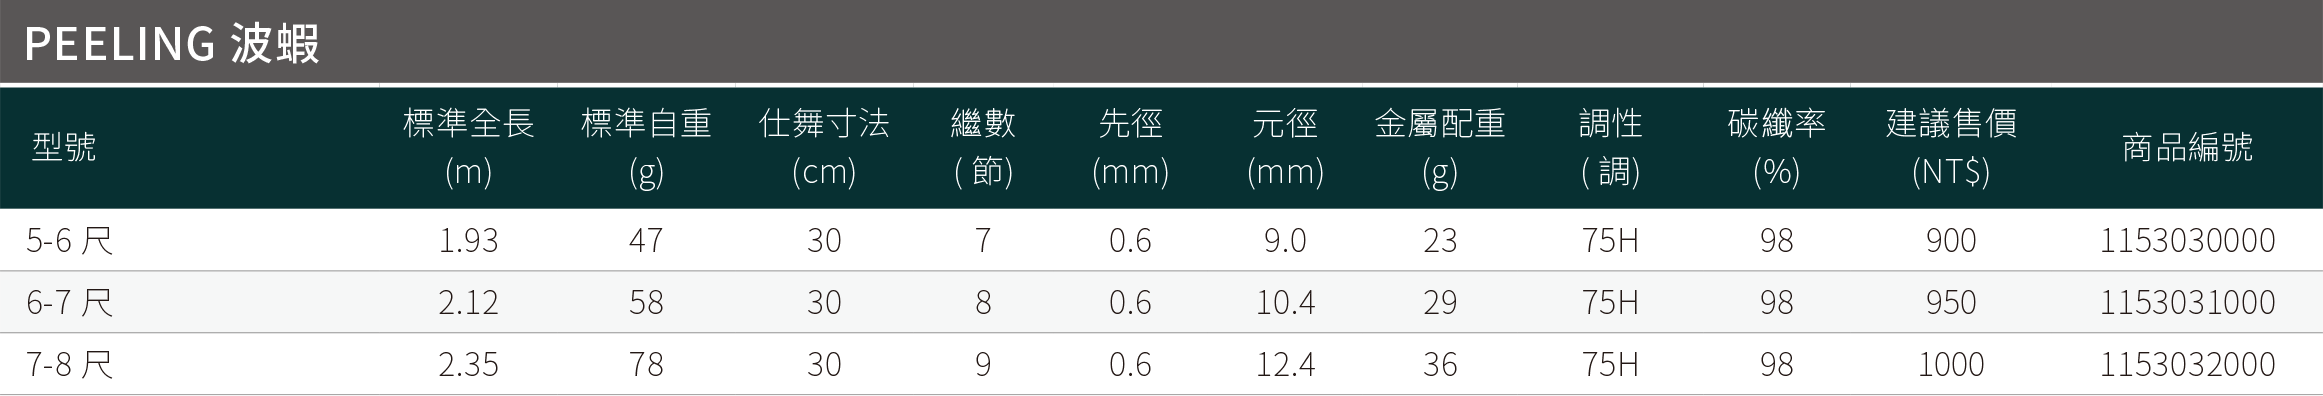 PEELING 波蝦
型號 標準全長 (m) 標準自重 (g) 仕舞寸法 (cm) 繼數 ( 節) 先徑 (mm) 元徑 (mm) 金屬配重 (g) 調性 ( 調) 碳纖率 (%) 建議售價 (NT$) 商品編號
5-6 尺 1.93 47 30 7 0.6 9.0 23 75H 98 900 1153030000
6-7 尺 2.12 58 30 8 0.6 10.4 29 75H 98 950 1153031000
7-8 尺 2.35 78 30 9 0.6 12.4 36 75H 98 1000 1153032000